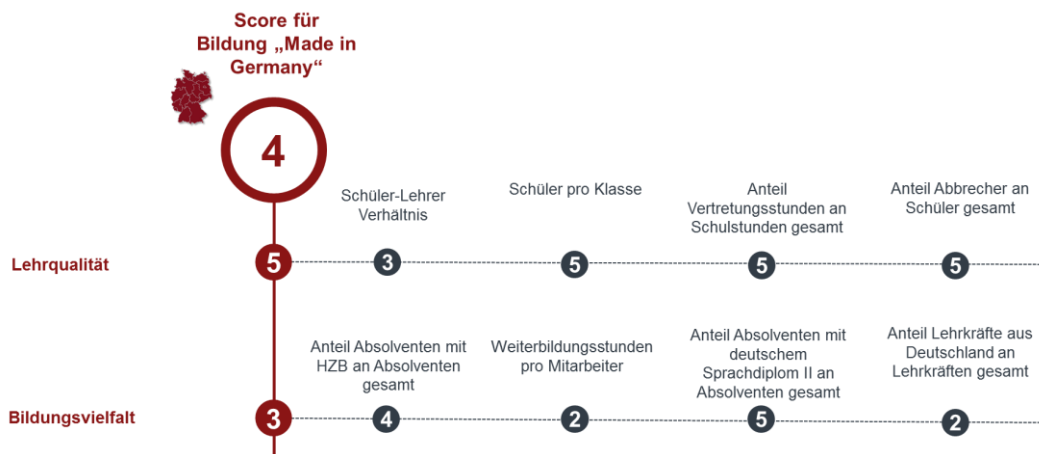 Score für
Bildung „Made in
Germany“
4
Schüler-Lehrer
Verhältnis
Schüler pro Klasse
Anteil
Vertretungsstunden an
Schulstunden gesamt
Anteil Abbrecher an
Schüler gesamt
Lehrqualität
5
3
5
5
5
Anteil Absolventen mit
HZB an Absolventen
gesamt
Weiterbildungsstunden
pro Mitarbeiter
Anteil Absolventen mit
deutschem
Sprachdiplom II an
Absolventen gesamt
Anteil Lehrkräfte aus
Deutschland an
Lehrkräften gesamt
Bildungsvielfalt
3
4
2
5
2